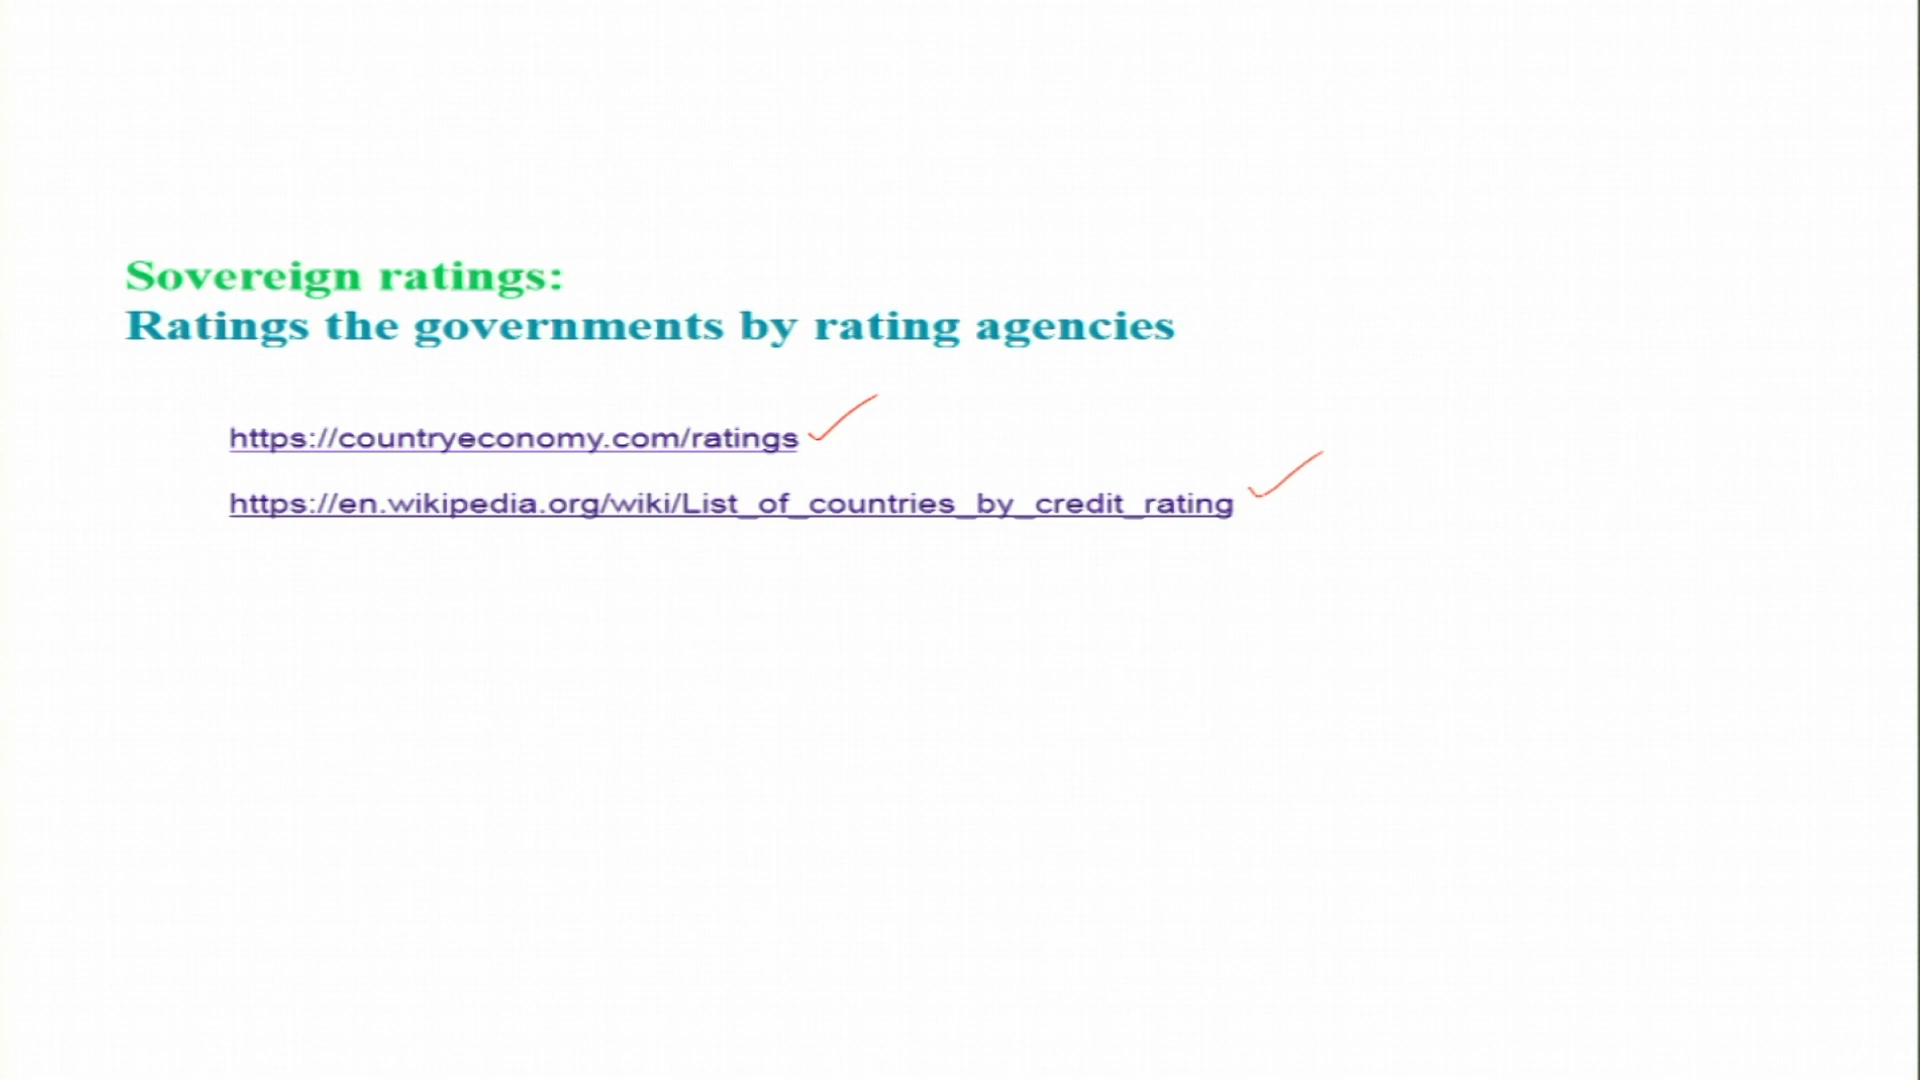 Sovereign ratings:
Ratings the governments by rating agencies
https://countryeconomy.com/ratings
https://en.wikipedia.org/wiki/List_of_countries_by_credit_rating